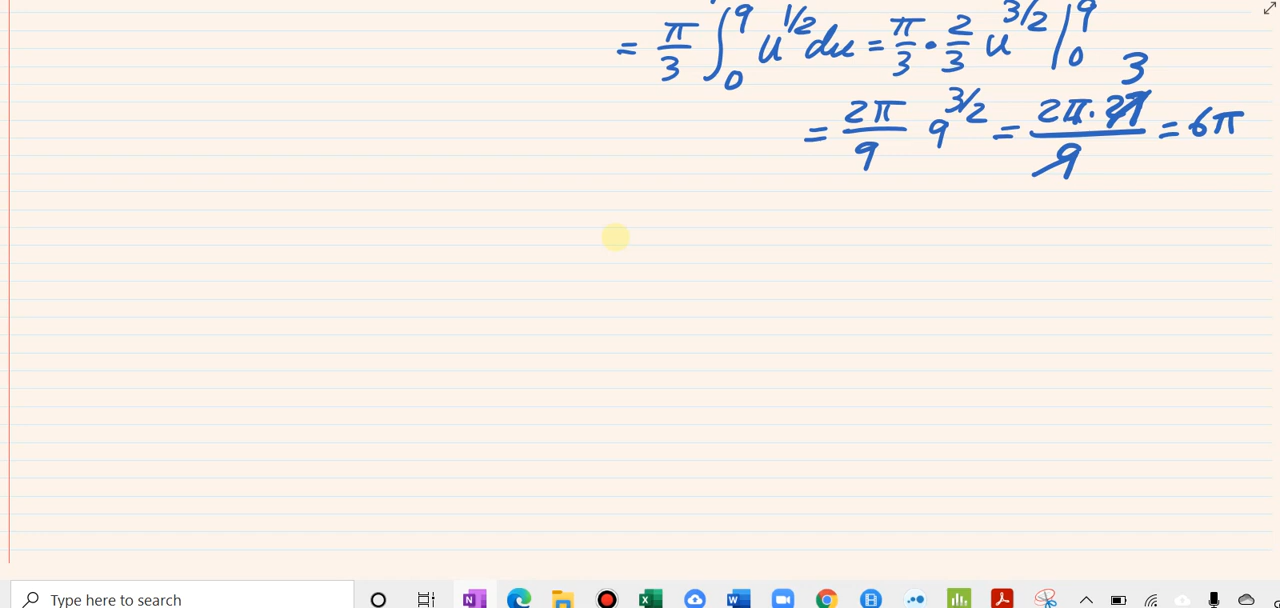 = π/3 ∫₀⁹ u^{1/2} du = π/3 • 2/3 u^{3/2} |₀⁹
= 2π/9 9^{3/2} = 2π · 27/9 3 = 6π
Type here to search